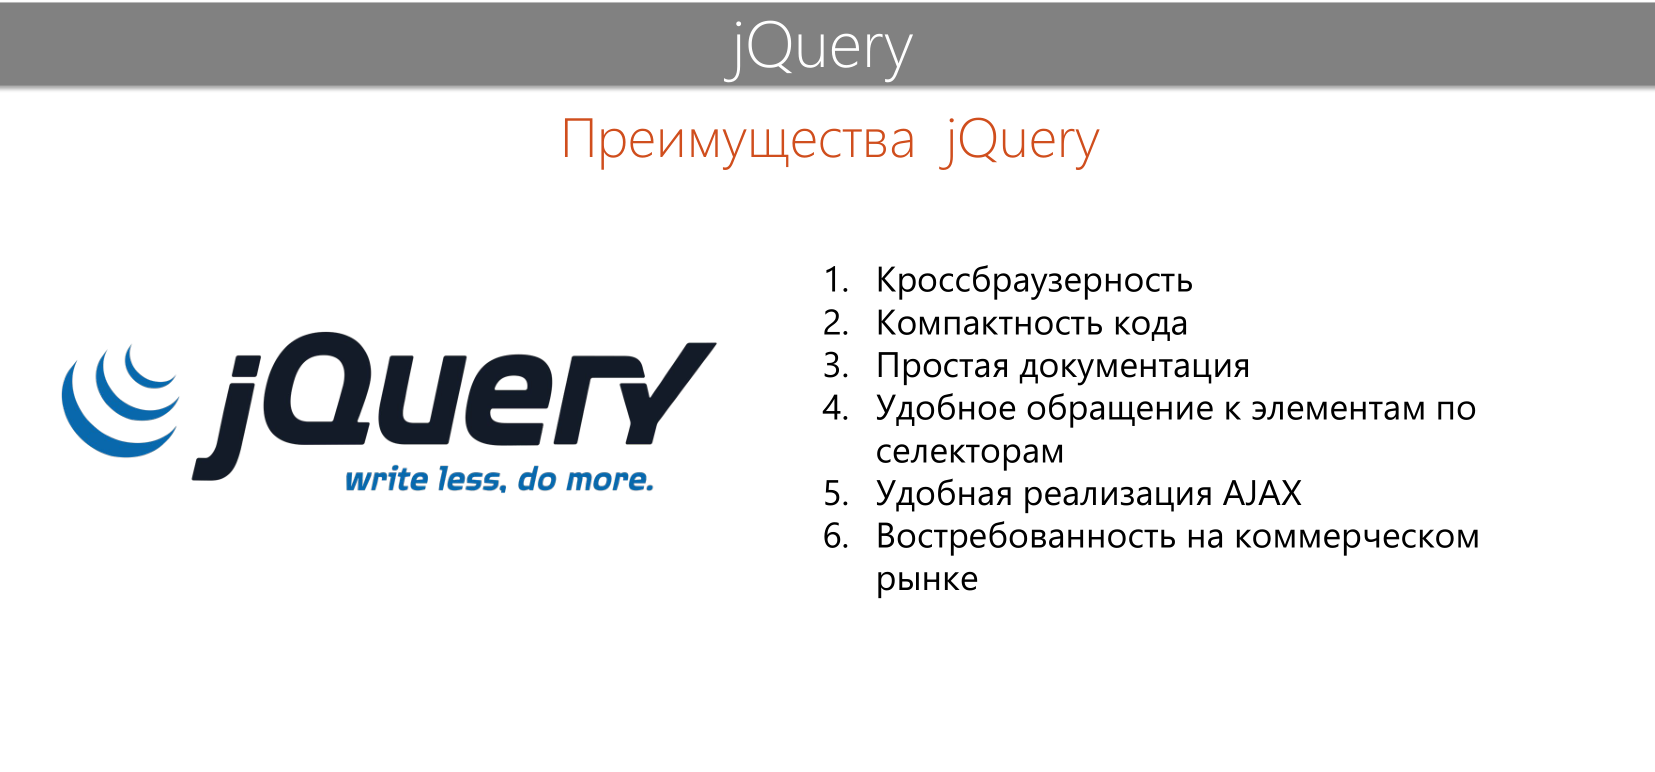 jQuery
Преимущества jQuery
jQuery
write less, do more.
1. Кроссбраузерность
2. Компактность кода
3. Простая документация
4. Удобное обращение к элементам по
селекторам
5. Удобная реализация AJAX
6. Востребованность на коммерческом
рынке